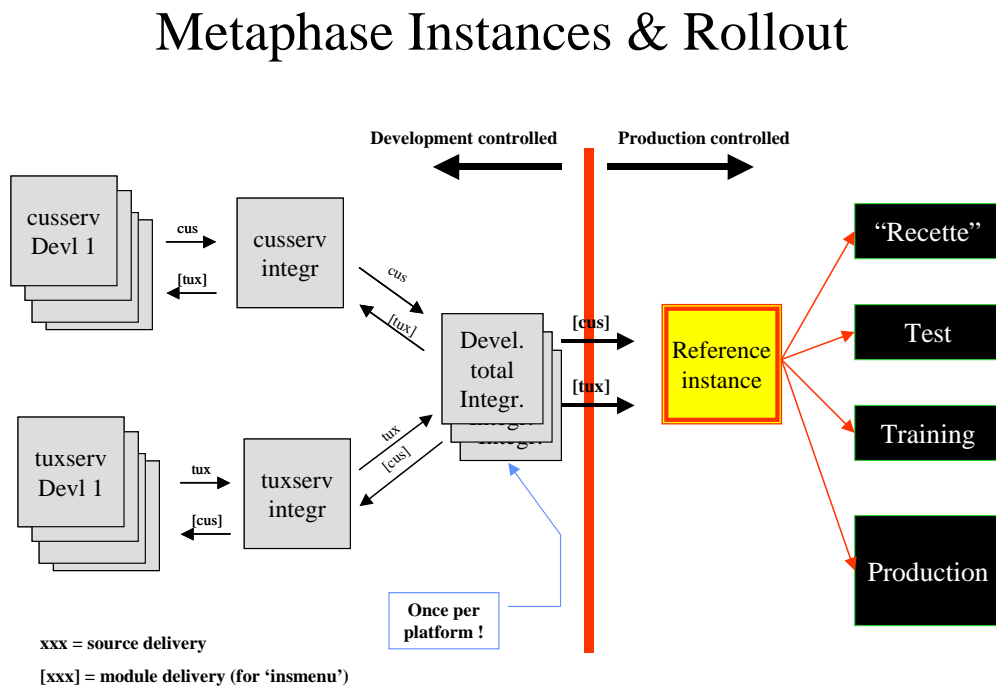 Metaphase Instances & Rollout
Development controlled
Production controlled
cusserv
Devl 1
cus
[tux]
cusserv
integr
cus
[tux]
Devel.
total
Integr.
Integr.
Integr.
[cus]
[tux]
Reference
instance
“Recette”
Test
Training
Production
tuxserv
Devl 1
tux
[cus]
tuxserv
integr
tux
[cus]
Once per
platform !
xxx = source delivery
[xxx] = module delivery (for ‘insmenu’)